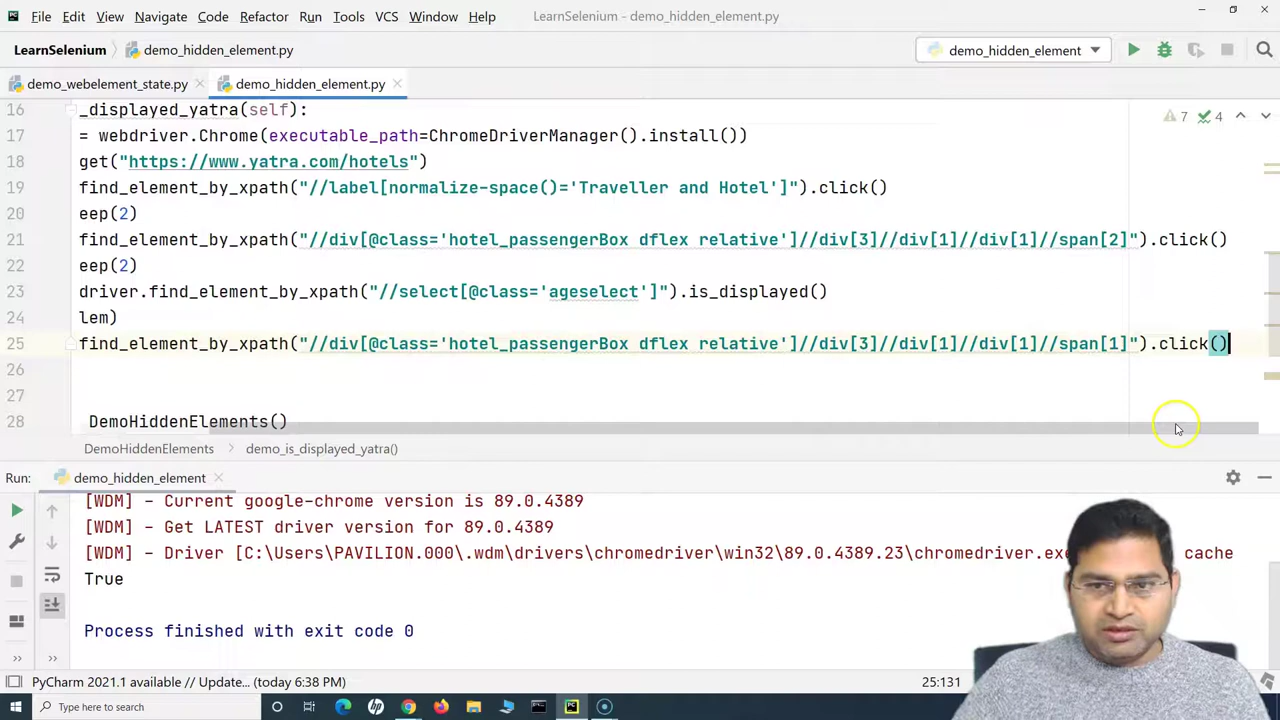 File Edit View Navigate Code Refactor Run Tools VCS Window Help LearnSelenium - demo_hidden_element.py
LearnSelenium demo_hidden_element.py demo_hidden_element
demo_webelement_state.py demo_hidden_element.py
16 _displayed_yatra(self): 7 4
17 = webdriver.Chrome(executable_path=ChromeDriverManager().install())
18 get("https://www.yatra.com/hotels")
19 find_element_by_xpath("//label[normalize-space()='Traveller and Hotel']").click()
20 eep(2)
21 find_element_by_xpath("//div[@class='hotel_passengerBox dflex relative']//div[3]//div[1]//div[1]//span[2]").click()
22 eep(2)
23 driver.find_element_by_xpath("//select[@class='ageselect']").is_displayed()
24 lem)
25 find_element_by_xpath("//div[@class='hotel_passengerBox dflex relative']//div[3]//div[1]//div[1]//span[1]").click()
26
27
28 DemoHiddenElements()
DemoHiddenElements demo_is_displayed_yatra()
Run: demo_hidden_element
[WDM] - Current google-chrome version is 89.0.4389
[WDM] - Get LATEST driver version for 89.0.4389
[WDM] - Driver [C:\Users\PAVILION.000\.wdm\drivers\chromedriver\win32\89.0.4389.23\chromedriver.exe cache
True
Process finished with exit code 0
PyCharm 2021.1 available // Update... (today 6:38 PM) 25:131
Type here to search